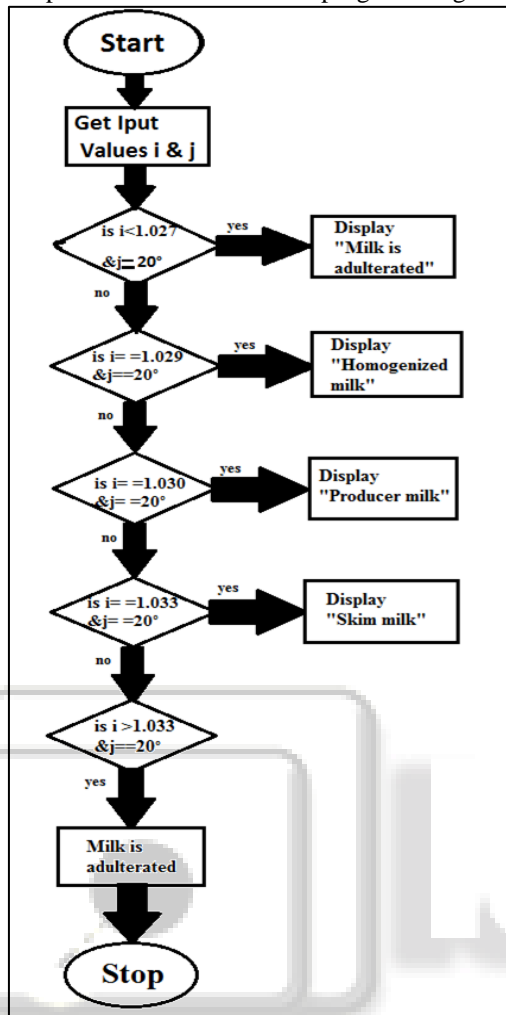 Start
Get Iput
Values i & j
is i<1.027
&j= 20°
yes
Display
"Milk is
adulterated"
no
is i= =1.029
&j==20°
yes
Display
"Homogenized
milk"
no
is i= =1.030
&j= =20°
yes
Display
"Producer milk"
no
is i= =1.033
&j= =20°
yes
Display
"Skim milk"
no
is i >1.033
&j==20°
yes
Milk is
adulterated
Stop